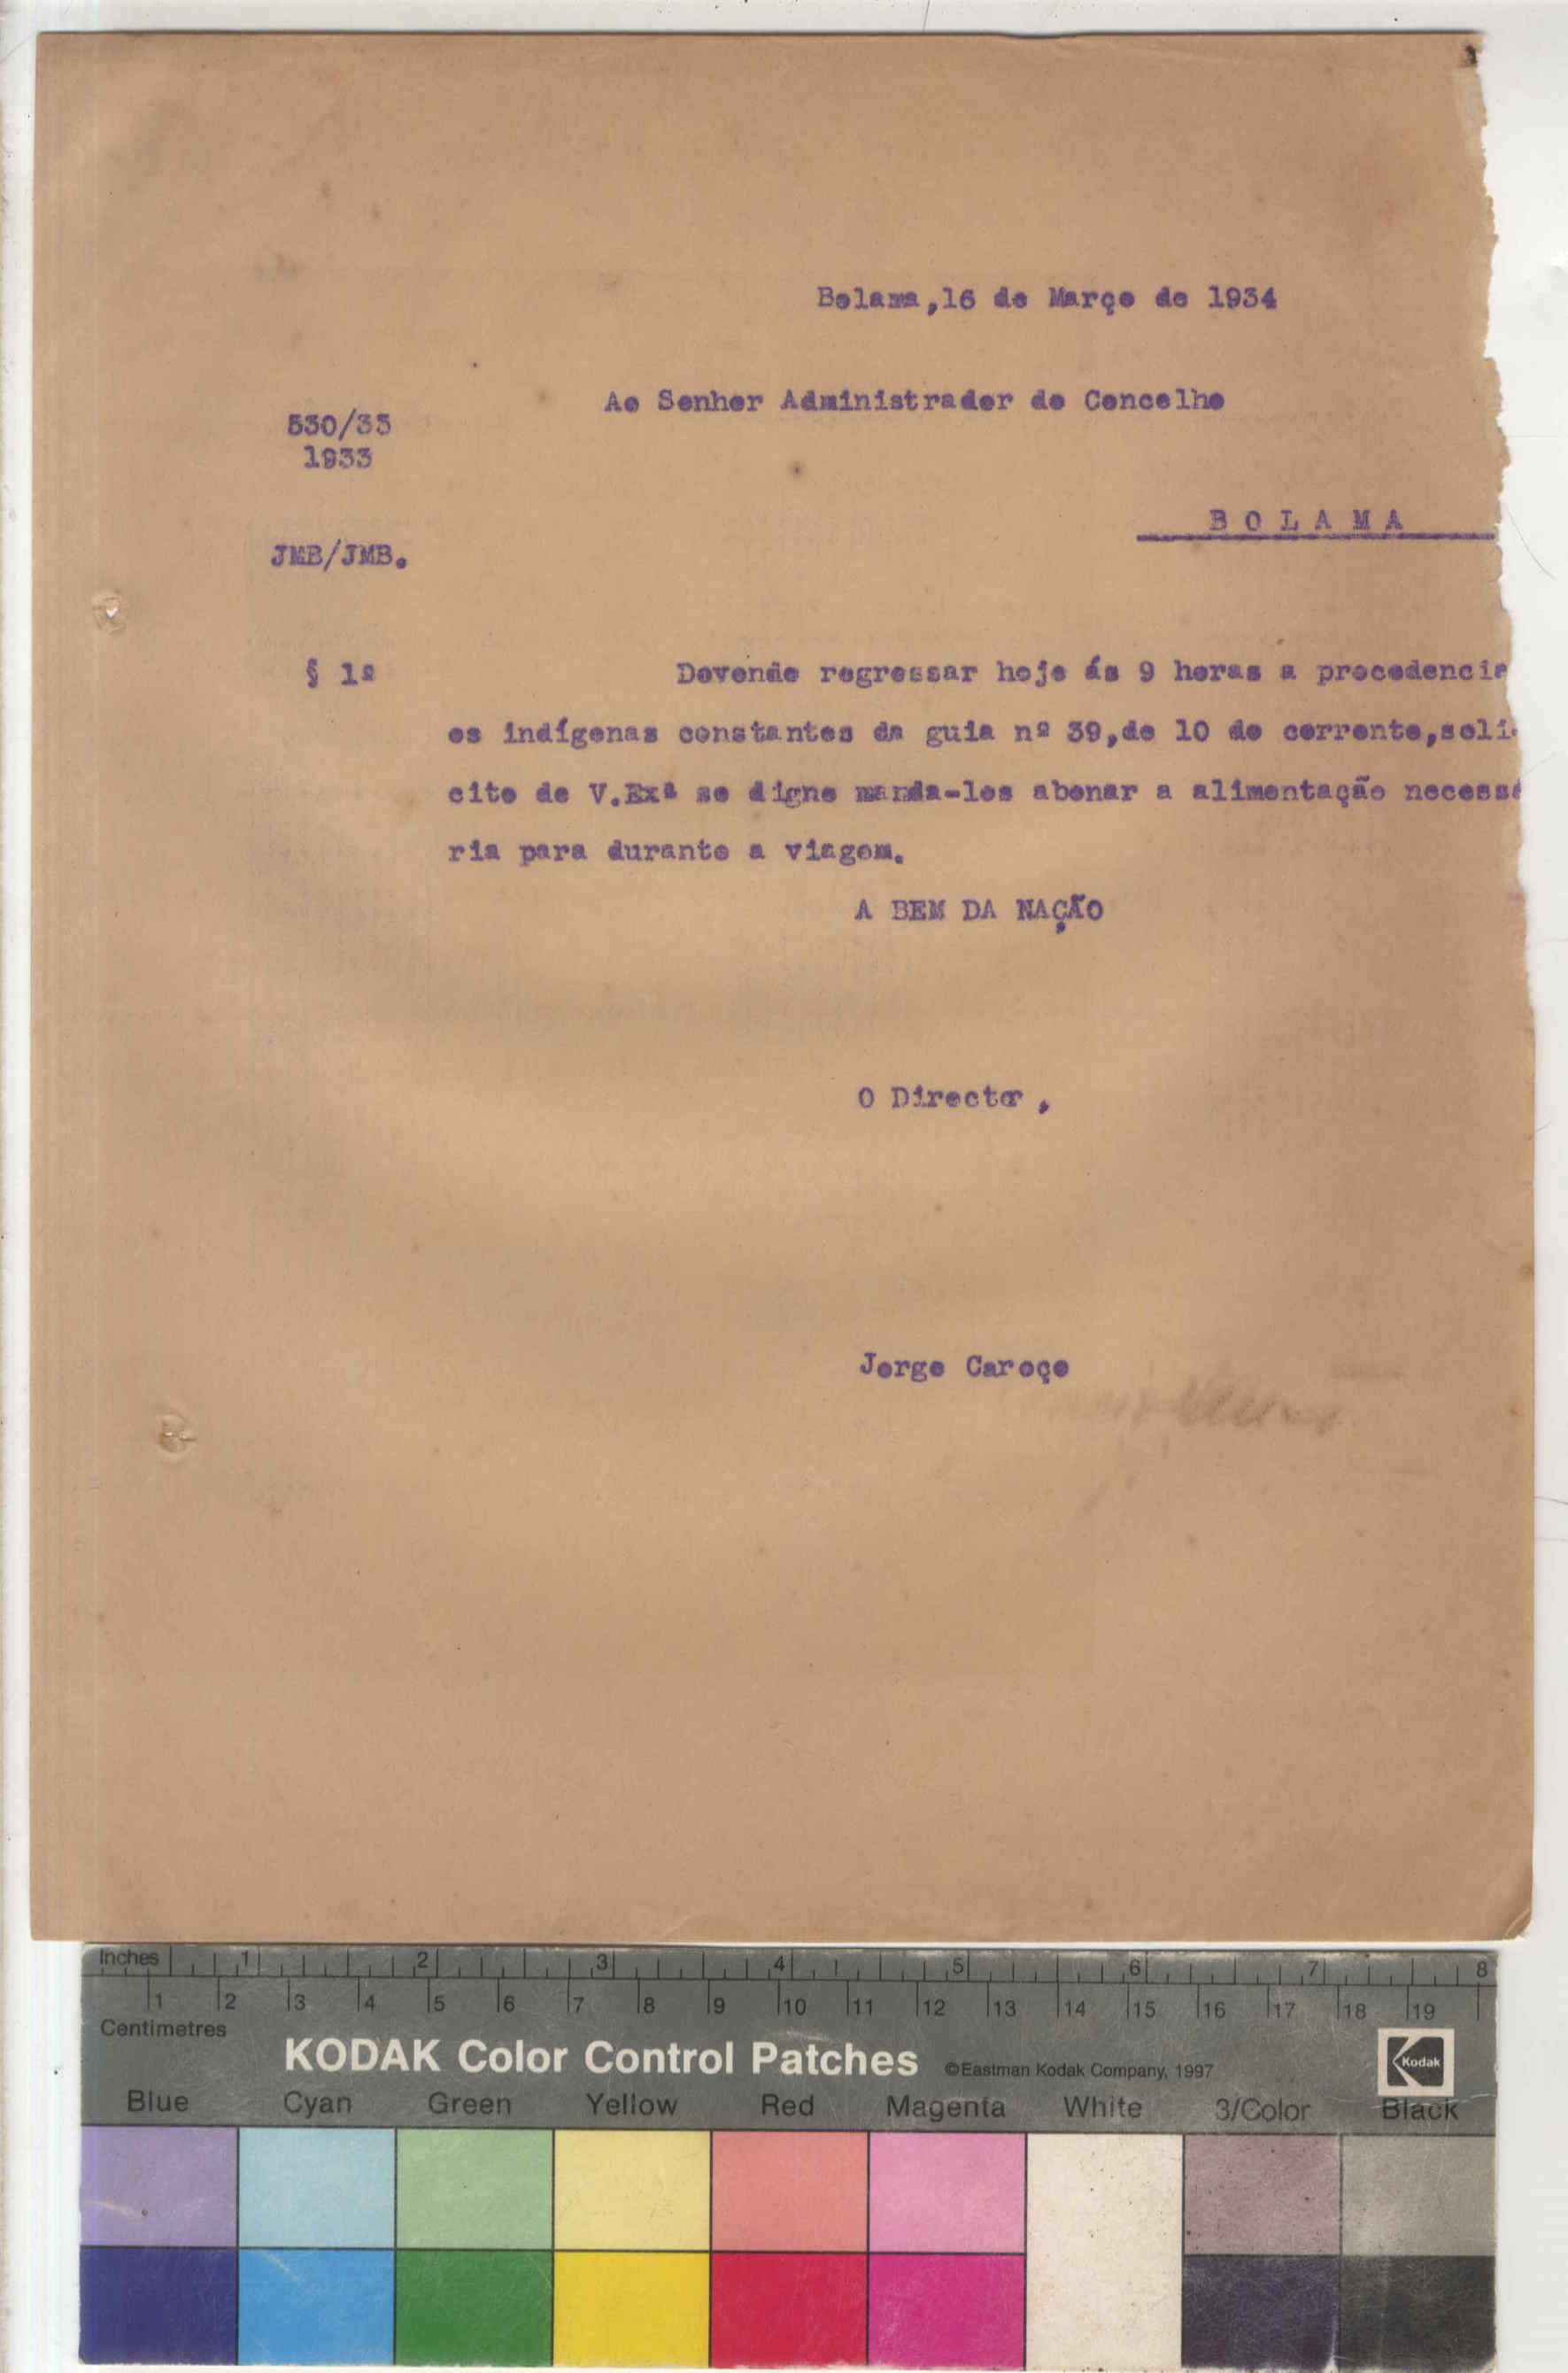 Bolama,16 de Março de 1934
Ao Senhor Administrador do Concelho
530/33
1933
BOLAMA
JMB/JMB.
§ 1º
Devendo regressar hoje ás 9 horas a precedencia
os indígenas constantes da guia nº 39,de 10 do corrente,soli-
cito de V.Exª se digne manda-los abonar a alimentação necessá
ria para durante a viagem.
A BEM DA NAÇÃO
O Director,
Jorge Caroço
Inches 1 2 3 4 5 6 7 8
1 2 3 4 5 6 7 8 9 10 11 12 13 14 15 16 17 18 19
Centimetres
KODAK Color Control Patches ©Eastman Kodak Company, 1997 Kodak
Blue Cyan Green Yellow Red Magenta White 3/Color Black